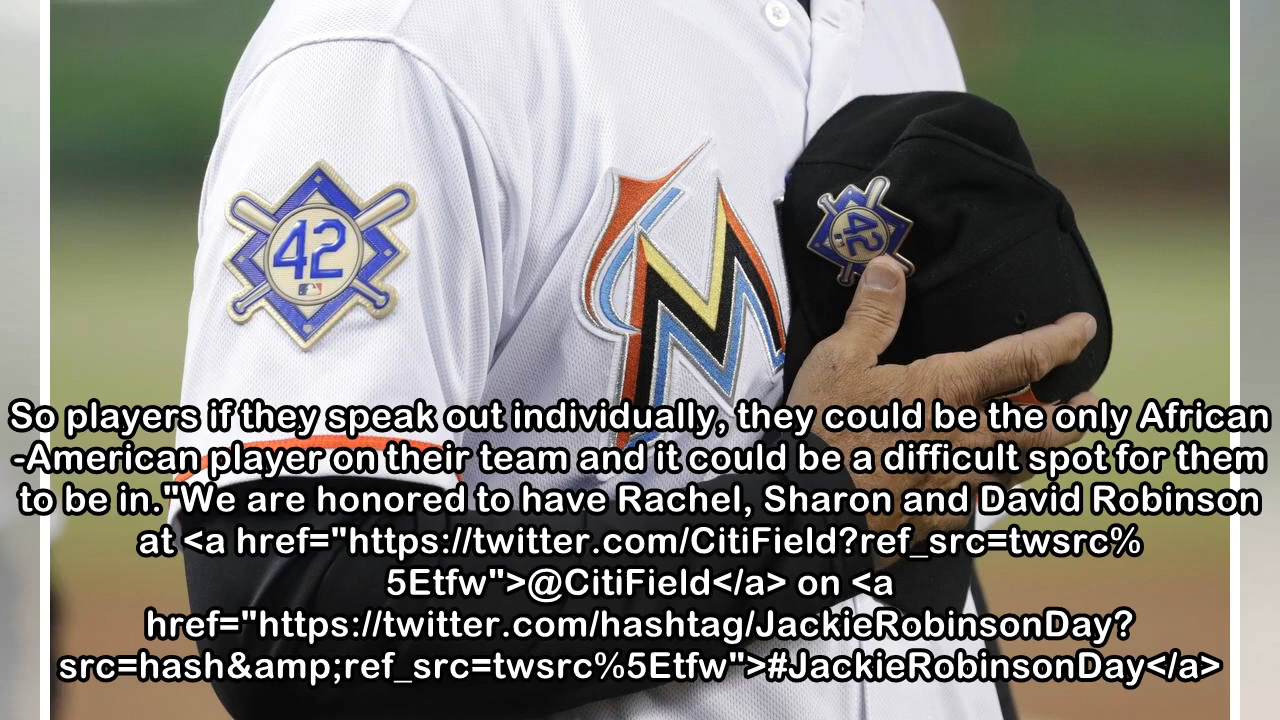 42
42
M
So players if they speak out individually, they could be the only African
-American player on their team and it could be a difficult spot for them
to be in."We are honored to have Rachel, Sharon and David Robinson
at <a href="https://twitter.com/CitiField?ref_src=twsrc%
5Etfw">@CitiField</a> on <a
href="https://twitter.com/hashtag/JackieRobinsonDay?
src=hash&amp;ref_src=twsrc%5Etfw">#JackieRobinsonDay</a>